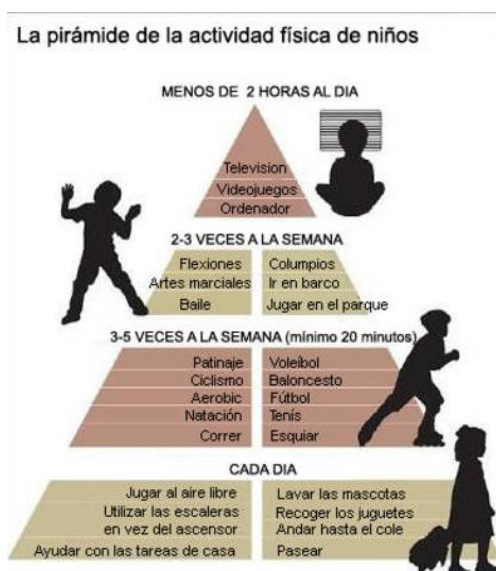 La pirámide de la actividad física de niños
MENOS DE 2 HORAS AL DIA
Television
Videojuegos
Ordenador
2-3 VECES A LA SEMANA
Flexiones
Artes marciales
Baile
Columpios
Ir en barco
Jugar en el parque
3-5 VECES A LA SEMANA (mínimo 20 minutos)
Patinaje
Ciclismo
Aerobic
Natación
Correr
Voleíbol
Baloncesto
Fútbol
Tenís
Esquiar
CADA DIA
Jugar al aire libre
Utilizar las escaleras
en vez del ascensor
Ayudar con las tareas de casa
Lavar las mascotas
Recoger los juguetes
Andar hasta el cole
Pasear